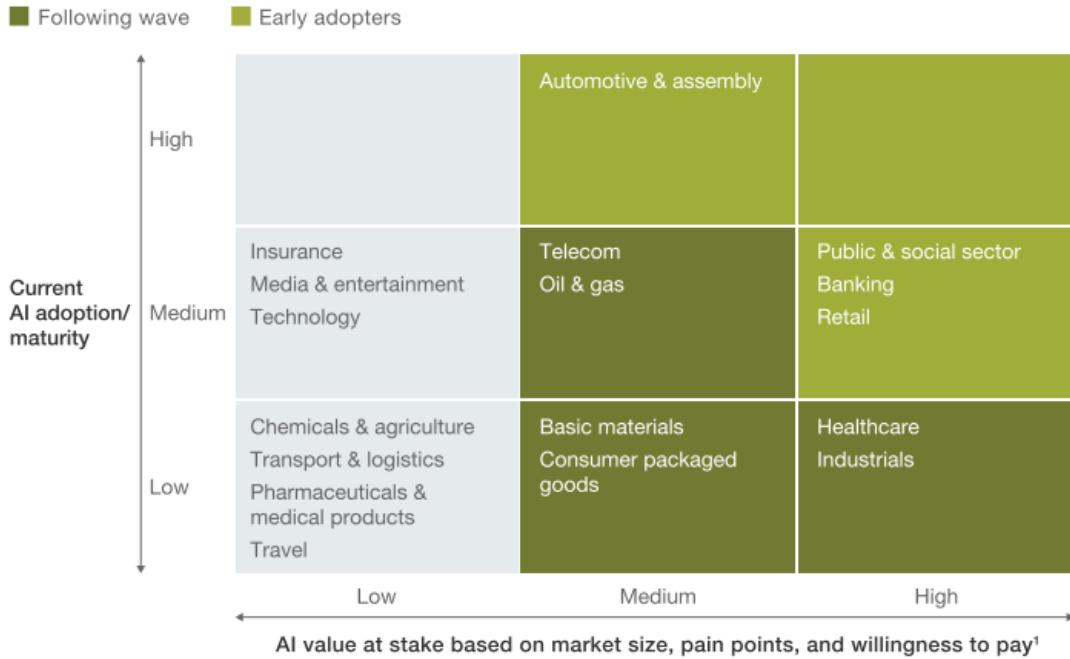 Following wave
Early adopters
Automotive & assembly
High
Insurance
Media & entertainment
Technology
Telecom
Oil & gas
Public & social sector
Banking
Retail
Current
AI adoption/
maturity
Medium
Chemicals & agriculture
Transport & logistics
Pharmaceuticals &
medical products
Travel
Basic materials
Consumer packaged
goods
Healthcare
Industrials
Low
Low
Medium
High
AI value at stake based on market size, pain points, and willingness to pay¹